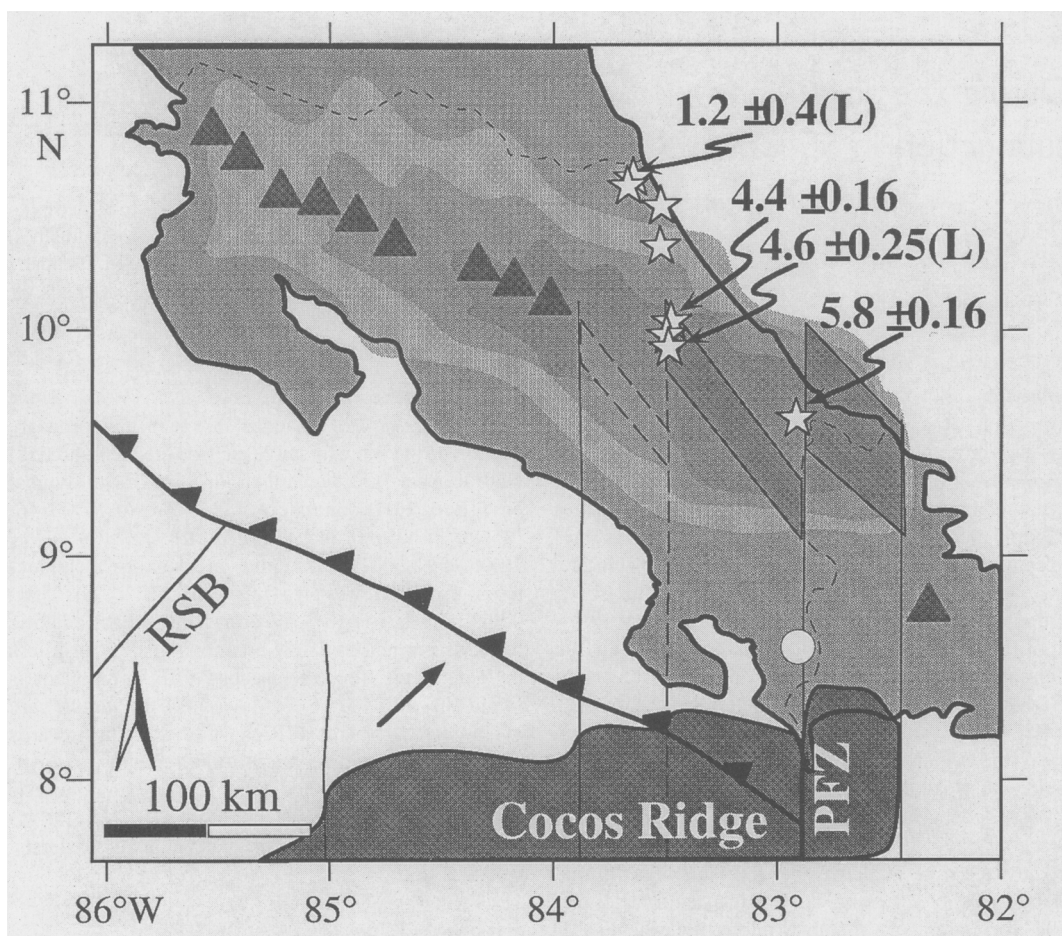 11°
N
1.2 ±0.4(L)
4.4 ±0.16
4.6 ±0.25(L)
10°
5.8 ±0.16
9°
RSB
8°
100 km
Cocos Ridge
PFZ
86°W
85°
84°
83°
82°